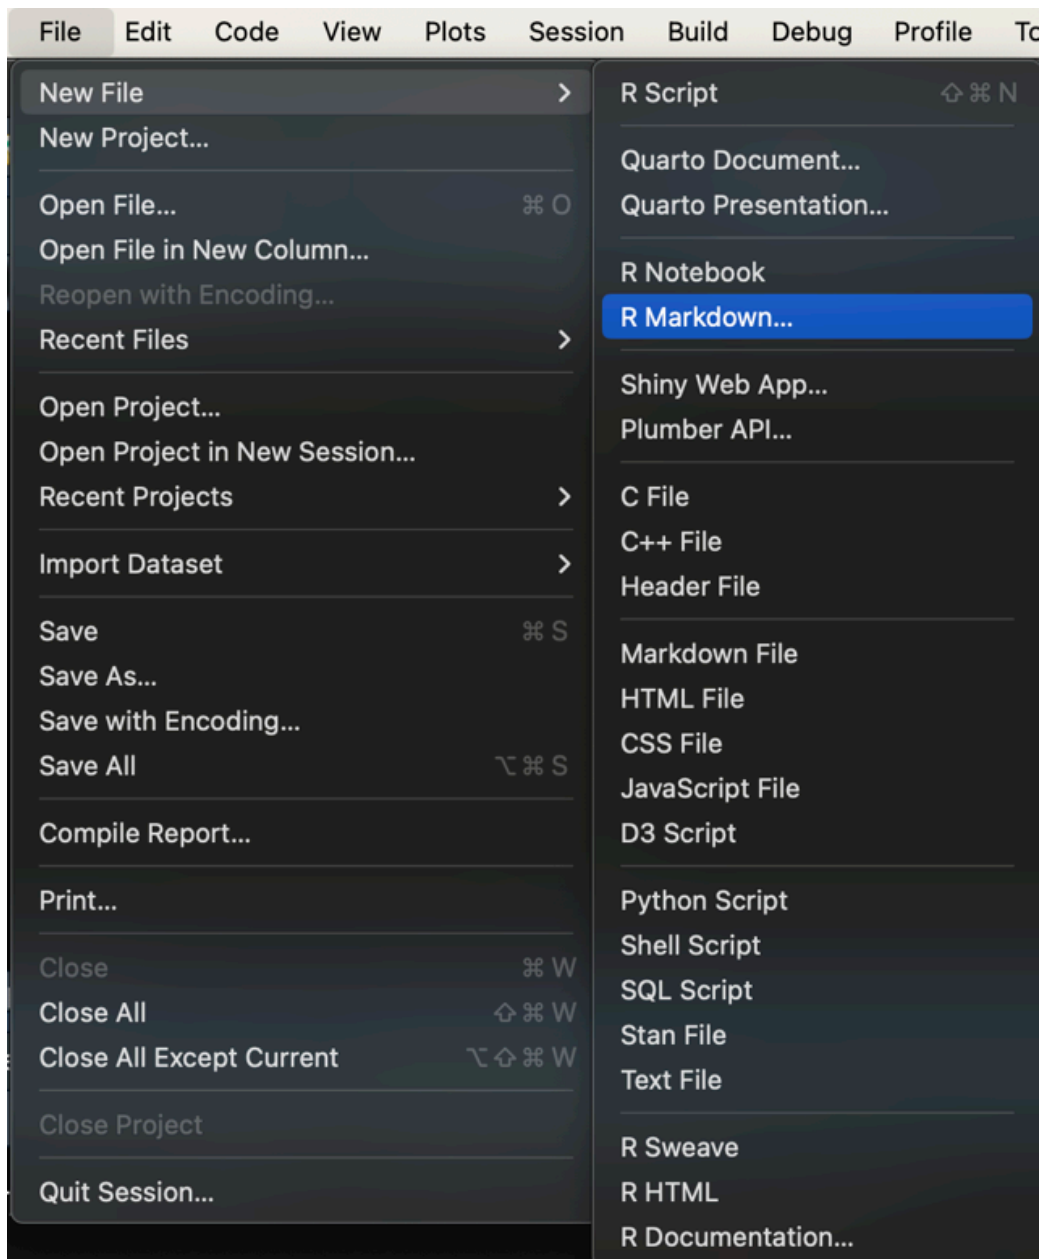 File Edit Code View Plots Session Build Debug Profile To
New File >
New Project...
Open File... ⌘ O
Open File in New Column...
Reopen with Encoding...
Recent Files >
Open Project...
Open Project in New Session...
Recent Projects >
Import Dataset >
Save ⌘ S
Save As...
Save with Encoding...
Save All ⌥ ⌘ S
Compile Report...
Print...
Close ⌘ W
Close All ⇧ ⌘ W
Close All Except Current ⌥ ⇧ ⌘ W
Close Project
Quit Session...
R Script ⇧ ⌘ N
Quarto Document...
Quarto Presentation...
R Notebook
R Markdown...
Shiny Web App...
Plumber API...
C File
C++ File
Header File
Markdown File
HTML File
CSS File
JavaScript File
D3 Script
Python Script
Shell Script
SQL Script
Stan File
Text File
R Sweave
R HTML
R Documentation...